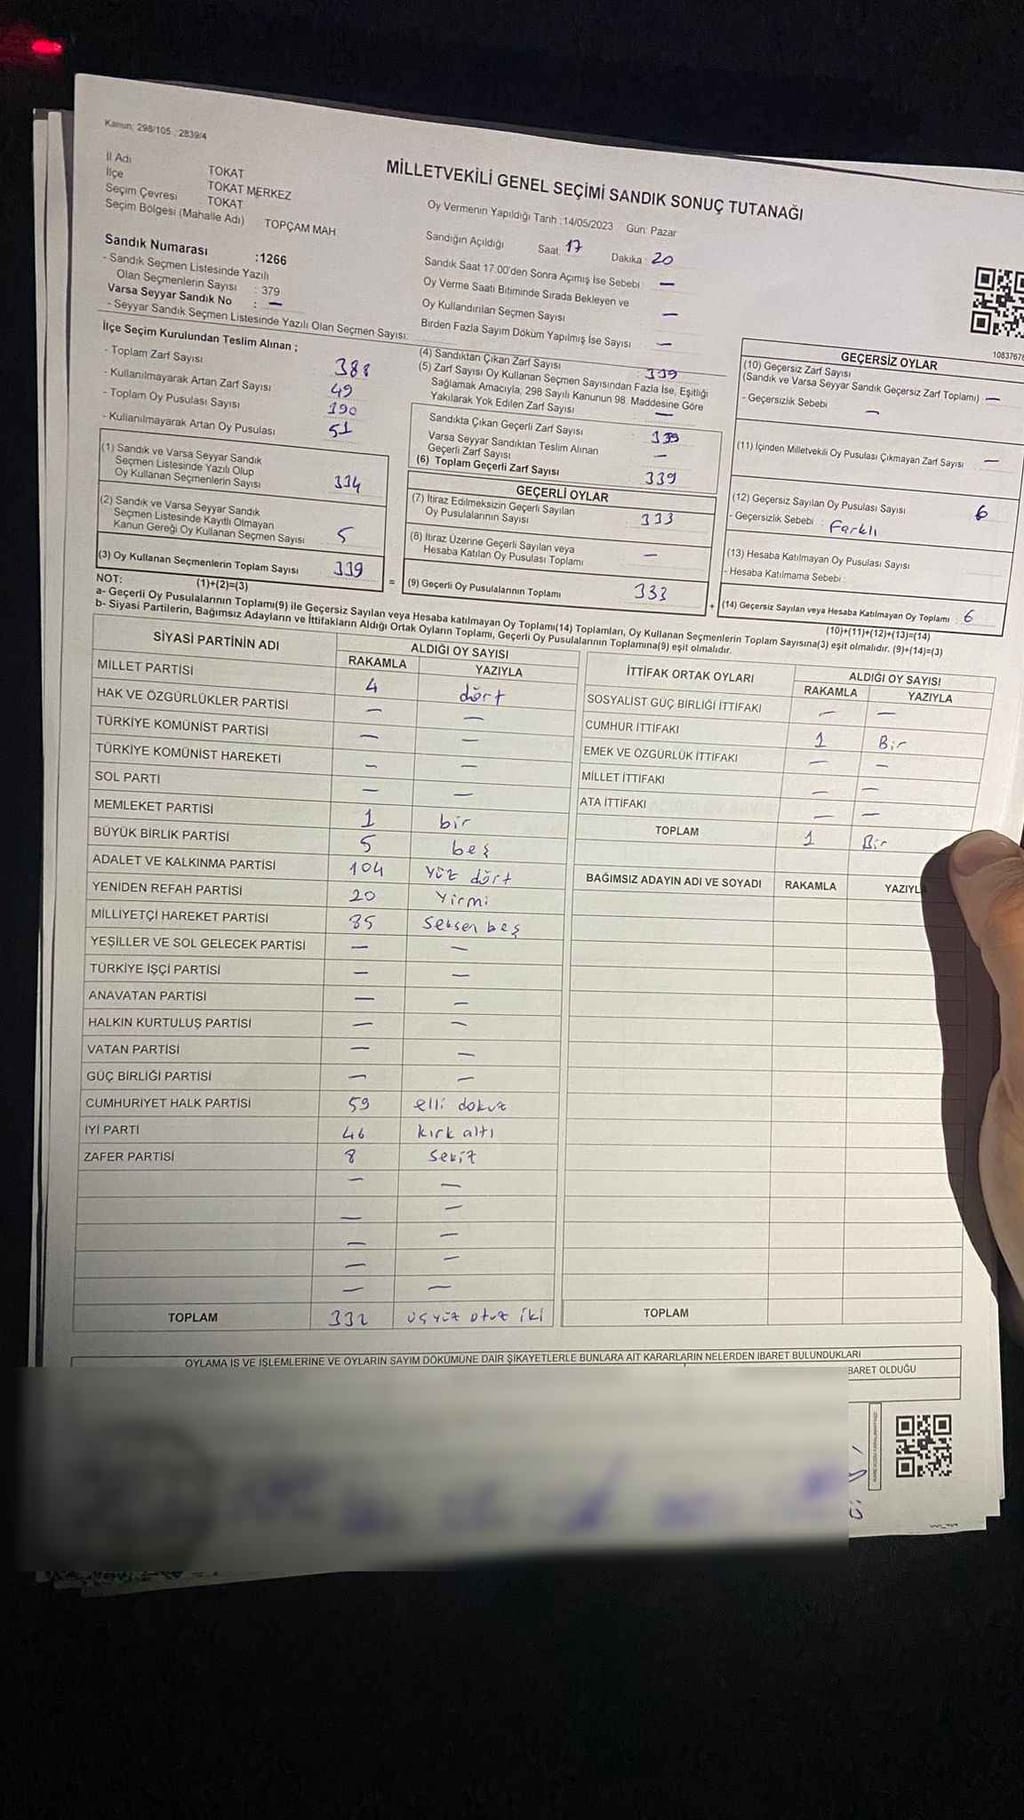 Kanun; 298/105 : 2839/4
MİLLETVEKİLİ GENEL SEÇİMİ SANDIK SONUÇ TUTANAĞI
İl Adı TOKAT
İlçe TOKAT MERKEZ
Seçim Çevresi TOKAT
Seçim Bölgesi (Mahalle Adı) TOPÇAM MAH
Sandık Numarası :1266
- Sandık Seçmen Listesinde Yazılı
Olan Seçmenlerin Sayısı : 379
Varsa Seyyar Sandık No : —
- Seyyar Sandık Seçmen Listesinde Yazılı Olan Seçmen Sayısı:
Oy Vermenin Yapıldığı Tarih :14/05/2023 Gün: Pazar
Sandığın Açıldığı Saat 17 Dakika 20
Sandık Saat 17.00'den Sonra Açımış İse Sebebi —
Oy Verme Saati Bitiminde Sırada Bekleyen ve
Oy Kullandırılan Seçmen Sayısı —
Birden Fazla Sayım Döküm Yapılmış İse Sayısı —
İlçe Seçim Kurulundan Teslim Alınan ;
- Toplam Zarf Sayısı 388
- Kullanılmayarak Artan Zarf Sayısı 49
- Toplam Oy Pusulası Sayısı 190
- Kullanılmayarak Artan Oy Pusulası 51
(1) Sandık ve Varsa Seyyar Sandık
Seçmen Listesinde Yazılı Olup
Oy Kullanan Seçmenlerin Sayısı 334
(2) Sandık ve Varsa Seyyar Sandık
Seçmen Listesinde Kayıtlı Olmayan
Kanun Gereği Oy Kullanan Seçmen Sayısı 5
(3) Oy Kullanan Seçmenlerin Toplam Sayısı 339
(1)+(2)=(3)
(4) Sandıktan Çıkan Zarf Sayısı : 339
(5) Zarf Sayısı Oy Kullanan Seçmen Sayısından Fazla İse, Eşitliği
Sağlamak Amacıyla; 298 Sayılı Kanunun 98. Maddesine Göre
Yakılarak Yok Edilen Zarf Sayısı —
Sandıkta Çıkan Geçerli Zarf Sayısı 339
Varsa Seyyar Sandıktan Teslim Alınan
Geçerli Zarf Sayısı —
(6) Toplam Geçerli Zarf Sayısı 339
GEÇERLİ OYLAR
(7) İtiraz Edilmeksizin Geçerli Sayılan
Oy Pusulalarının Sayısı 333
(8) İtiraz Üzerine Geçerli Sayılan veya
Hesaba Katılan Oy Pusulası Toplamı —
= (9) Geçerli Oy Pusulalarının Toplamı 333
GEÇERSİZ OYLAR
(10) Geçersiz Zarf Sayısı
(Sandık ve Varsa Seyyar Sandık Geçersiz Zarf Toplamı) —
- Geçersizlik Sebebi —
(11) İçinden Milletvekili Oy Pusulası Çıkmayan Zarf Sayısı —
(12) Geçersiz Sayılan Oy Pusulası Sayısı 6
- Geçersizlik Sebebi : Farklı
(13) Hesaba Katılmayan Oy Pusulası Sayısı
- Hesaba Katılmama Sebebi :
+ (14) Geçersiz Sayılan veya Hesaba Katılmayan Oy Toplamı : 6
(10)+(11)+(12)+(13)=(14)
NOT:
a- Geçerli Oy Pusulalarının Toplamı(9) ile Geçersiz Sayılan veya Hesaba katılmayan Oy Toplamı(14) Toplamları, Oy Kullanan Seçmenlerin Toplam Sayısına(3) eşit olmalıdır. (9)+(14)=(3)
b- Siyasi Partilerin, Bağımsız Adayların ve İttifakların Aldığı Ortak Oyların Toplamı, Geçerli Oy Pusulalarının Toplamına(9) eşit olmalıdır.
SİYASİ PARTİNİN ADI ALDIĞI OY SAYISI
RAKAMLA YAZIYLA
MİLLET PARTİSİ 4 dört
HAK VE ÖZGÜRLÜKLER PARTİSİ — —
TÜRKİYE KOMÜNİST PARTİSİ — —
TÜRKİYE KOMÜNİST HAREKETİ — —
SOL PARTİ — —
MEMLEKET PARTİSİ 1 bir
BÜYÜK BİRLİK PARTİSİ 5 beş
ADALET VE KALKINMA PARTİSİ 104 yüz dört
YENİDEN REFAH PARTİSİ 20 Yirmi
MİLLİYETÇİ HAREKET PARTİSİ 85 Seksen beş
YEŞİLLER VE SOL GELECEK PARTİSİ — —
TÜRKİYE İŞÇİ PARTİSİ — —
ANAVATAN PARTİSİ — —
HALKIN KURTULUŞ PARTİSİ — —
VATAN PARTİSİ — —
GÜÇ BİRLİĞİ PARTİSİ — —
CUMHURİYET HALK PARTİSİ 59 elli dokuz
İYİ PARTİ 46 kırk altı
ZAFER PARTİSİ 8 Sekiz
— —
— —
— —
— —
— —
TOPLAM 332 üçyüz otuz iki
İTTİFAK ORTAK OYLARI ALDIĞI OY SAYISI
RAKAMLA YAZIYLA
SOSYALİST GÜÇ BİRLİĞİ İTTİFAKI — —
CUMHUR İTTİFAKI 1 Bir
EMEK VE ÖZGÜRLÜK İTTİFAKI — —
MİLLET İTTİFAKI — —
ATA İTTİFAKI — —
TOPLAM 1 Bir
BAĞIMSIZ ADAYIN ADI VE SOYADI RAKAMLA
TOPLAM
OYLAMA İŞ VE İŞLEMLERİNE VE OYLARIN SAYIM DÖKÜMÜNE DAİR ŞİKAYETLERLE BUNLARA AİT KARARLARIN NELERDEN İBARET BULUNDUKLARI
OLDUĞU